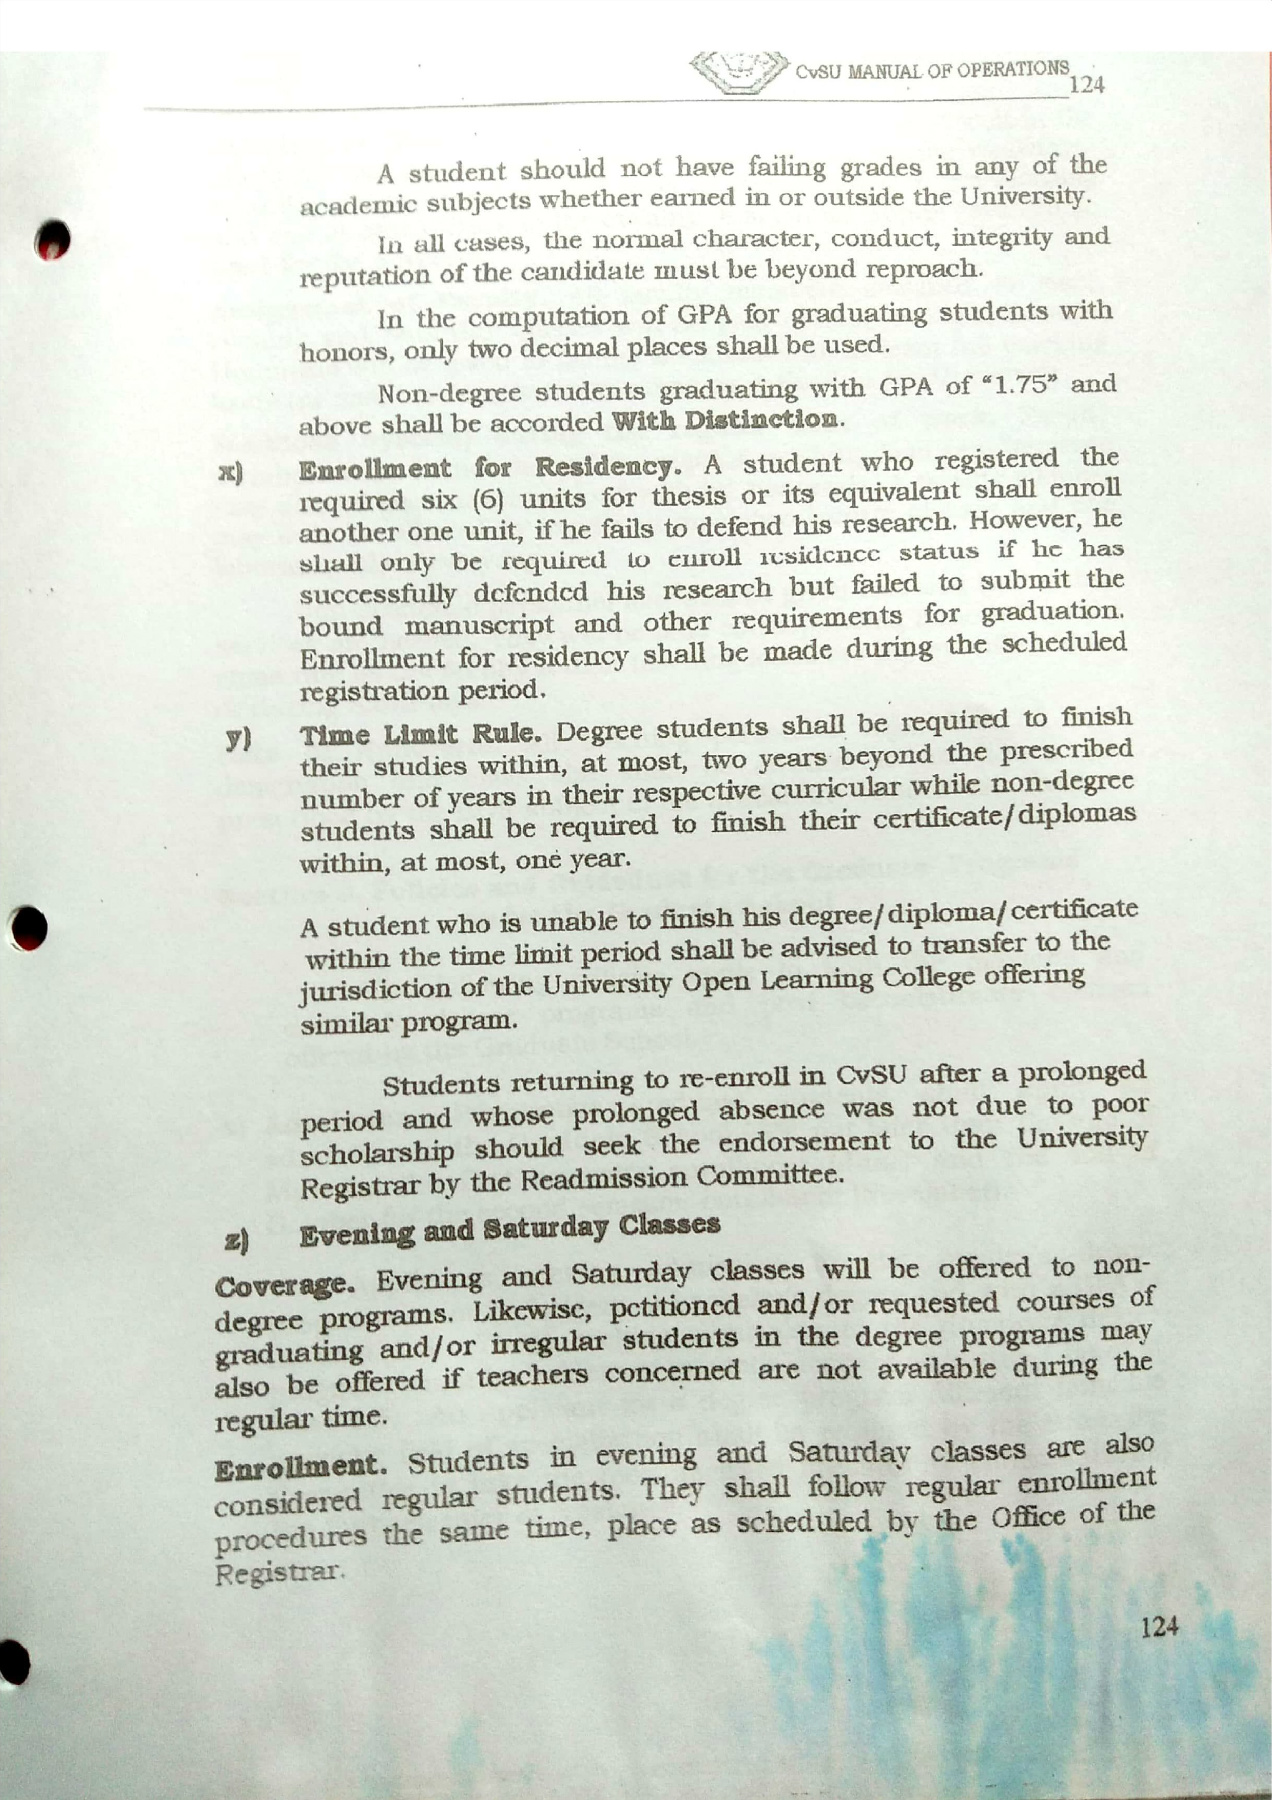 CvSU MANUAL OF OPERATIONS
124
A student should not have failing grades in any of the
academic subjects whether earned in or outside the University.
In all cases, the normal character, conduct, integrity and
reputation of the candidate must be beyond reproach.
In the computation of GPA for graduating students with
honors, only two decimal places shall be used.
Non-degree students graduating with GPA of “1.75” and
above shall be accorded With Distinction.
x) Enrollment for Residency. A student who registered the
required six (6) units for thesis or its equivalent shall enroll
another one unit, if he fails to defend his research. However, he
shall only be required to enroll residence status if he has
successfully defended his research but failed to submit the
bound manuscript and other requirements for graduation.
Enrollment for residency shall be made during the scheduled
registration period.
y) Time Limit Rule. Degree students shall be required to finish
their studies within, at most, two years beyond the prescribed
number of years in their respective curricular while non-degree
students shall be required to finish their certificate/diplomas
within, at most, one year.
A student who is unable to finish his degree/diploma/certificate
within the time limit period shall be advised to transfer to the
jurisdiction of the University Open Learning College offering
similar program.
Students returning to re-enroll in CvSU after a prolonged
period and whose prolonged absence was not due to poor
scholarship should seek the endorsement to the University
Registrar by the Readmission Committee.
z) Evening and Saturday Classes
Coverage. Evening and Saturday classes will be offered to non-
degree programs. Likewise, petitioned and/or requested courses of
graduating and/or irregular students in the degree programs may
also be offered if teachers concerned are not available during the
regular time.
Enrollment. Students in evening and Saturday classes are also
considered regular students. They shall follow regular enrollment
procedures the same time, place as scheduled by the Office of the
Registrar.
124